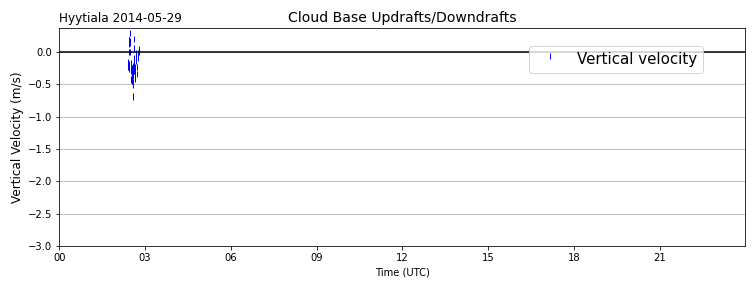 Hyytiala 2014-05-29
Cloud Base Updrafts/Downdrafts
Vertical velocity
Vertical Velocity (m/s)
0.0
−0.5
−1.0
−1.5
−2.0
−2.5
−3.0
00 03 06 09 12 15 18 21
Time (UTC)